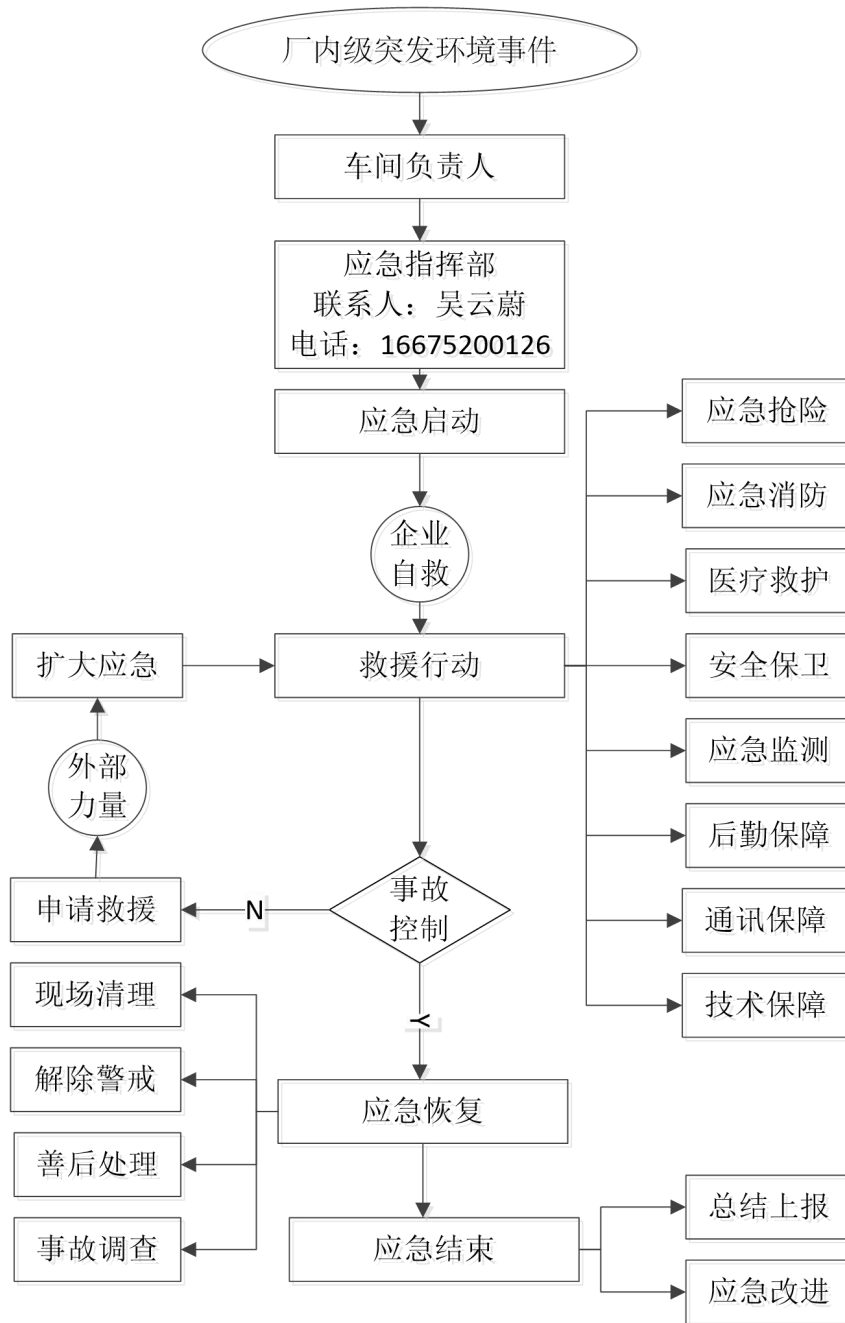 厂内级突发环境事件
车间负责人
应急指挥部
联系人：吴云蔚
电话：16675200126
应急启动
企业
自救
救援行动
应急抢险
应急消防
医疗救护
安全保卫
应急监测
后勤保障
通讯保障
技术保障
扩大应急
外部
力量
申请救援
N
事故
控制
Y
现场清理
解除警戒
善后处理
事故调查
应急恢复
应急结束
总结上报
应急改进